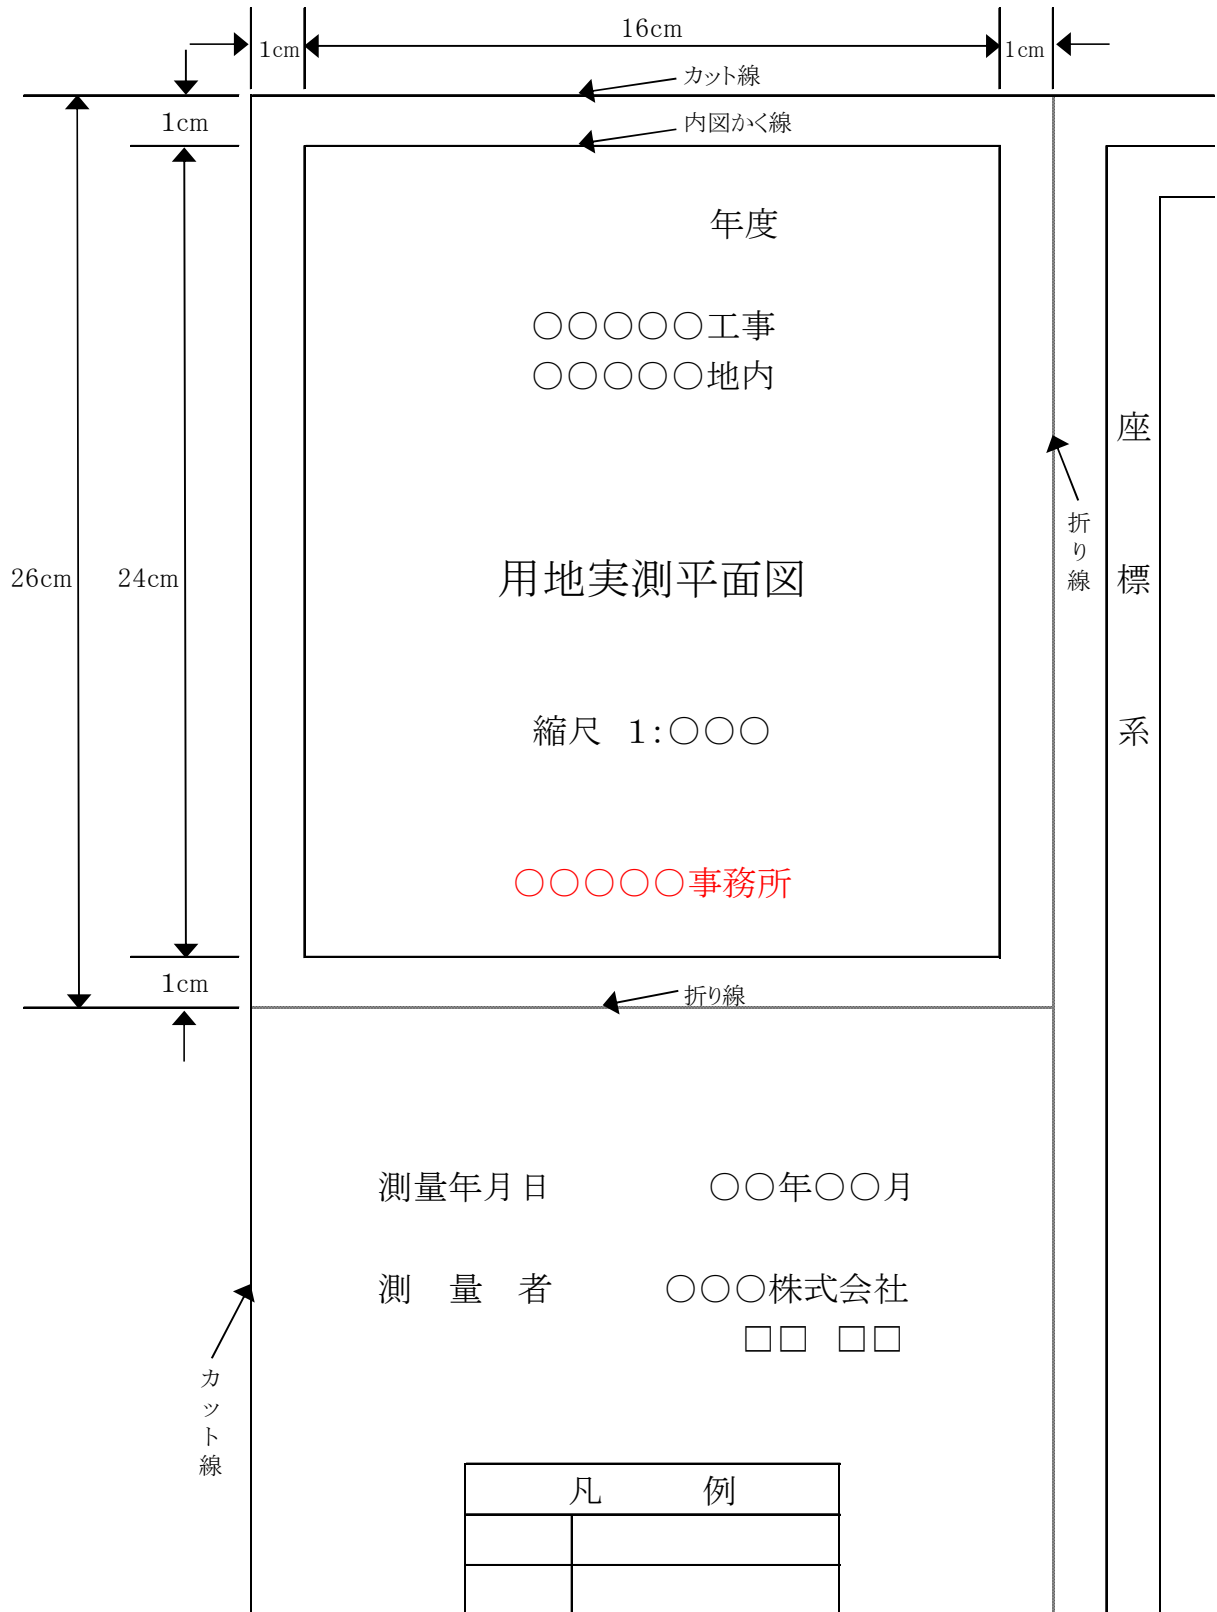 16cm
1cm
1cm
カット線
1cm
内図かく線
年度
○○○○○工事
○○○○○地内
座標系
折り線
26cm
24cm
用地実測平面図
縮尺 1:○○○
○○○○○事務所
1cm
折り線
測量年月日 ○○年○○月
測 量 者 ○○○株式会社
□□ □□
カット線
凡 例